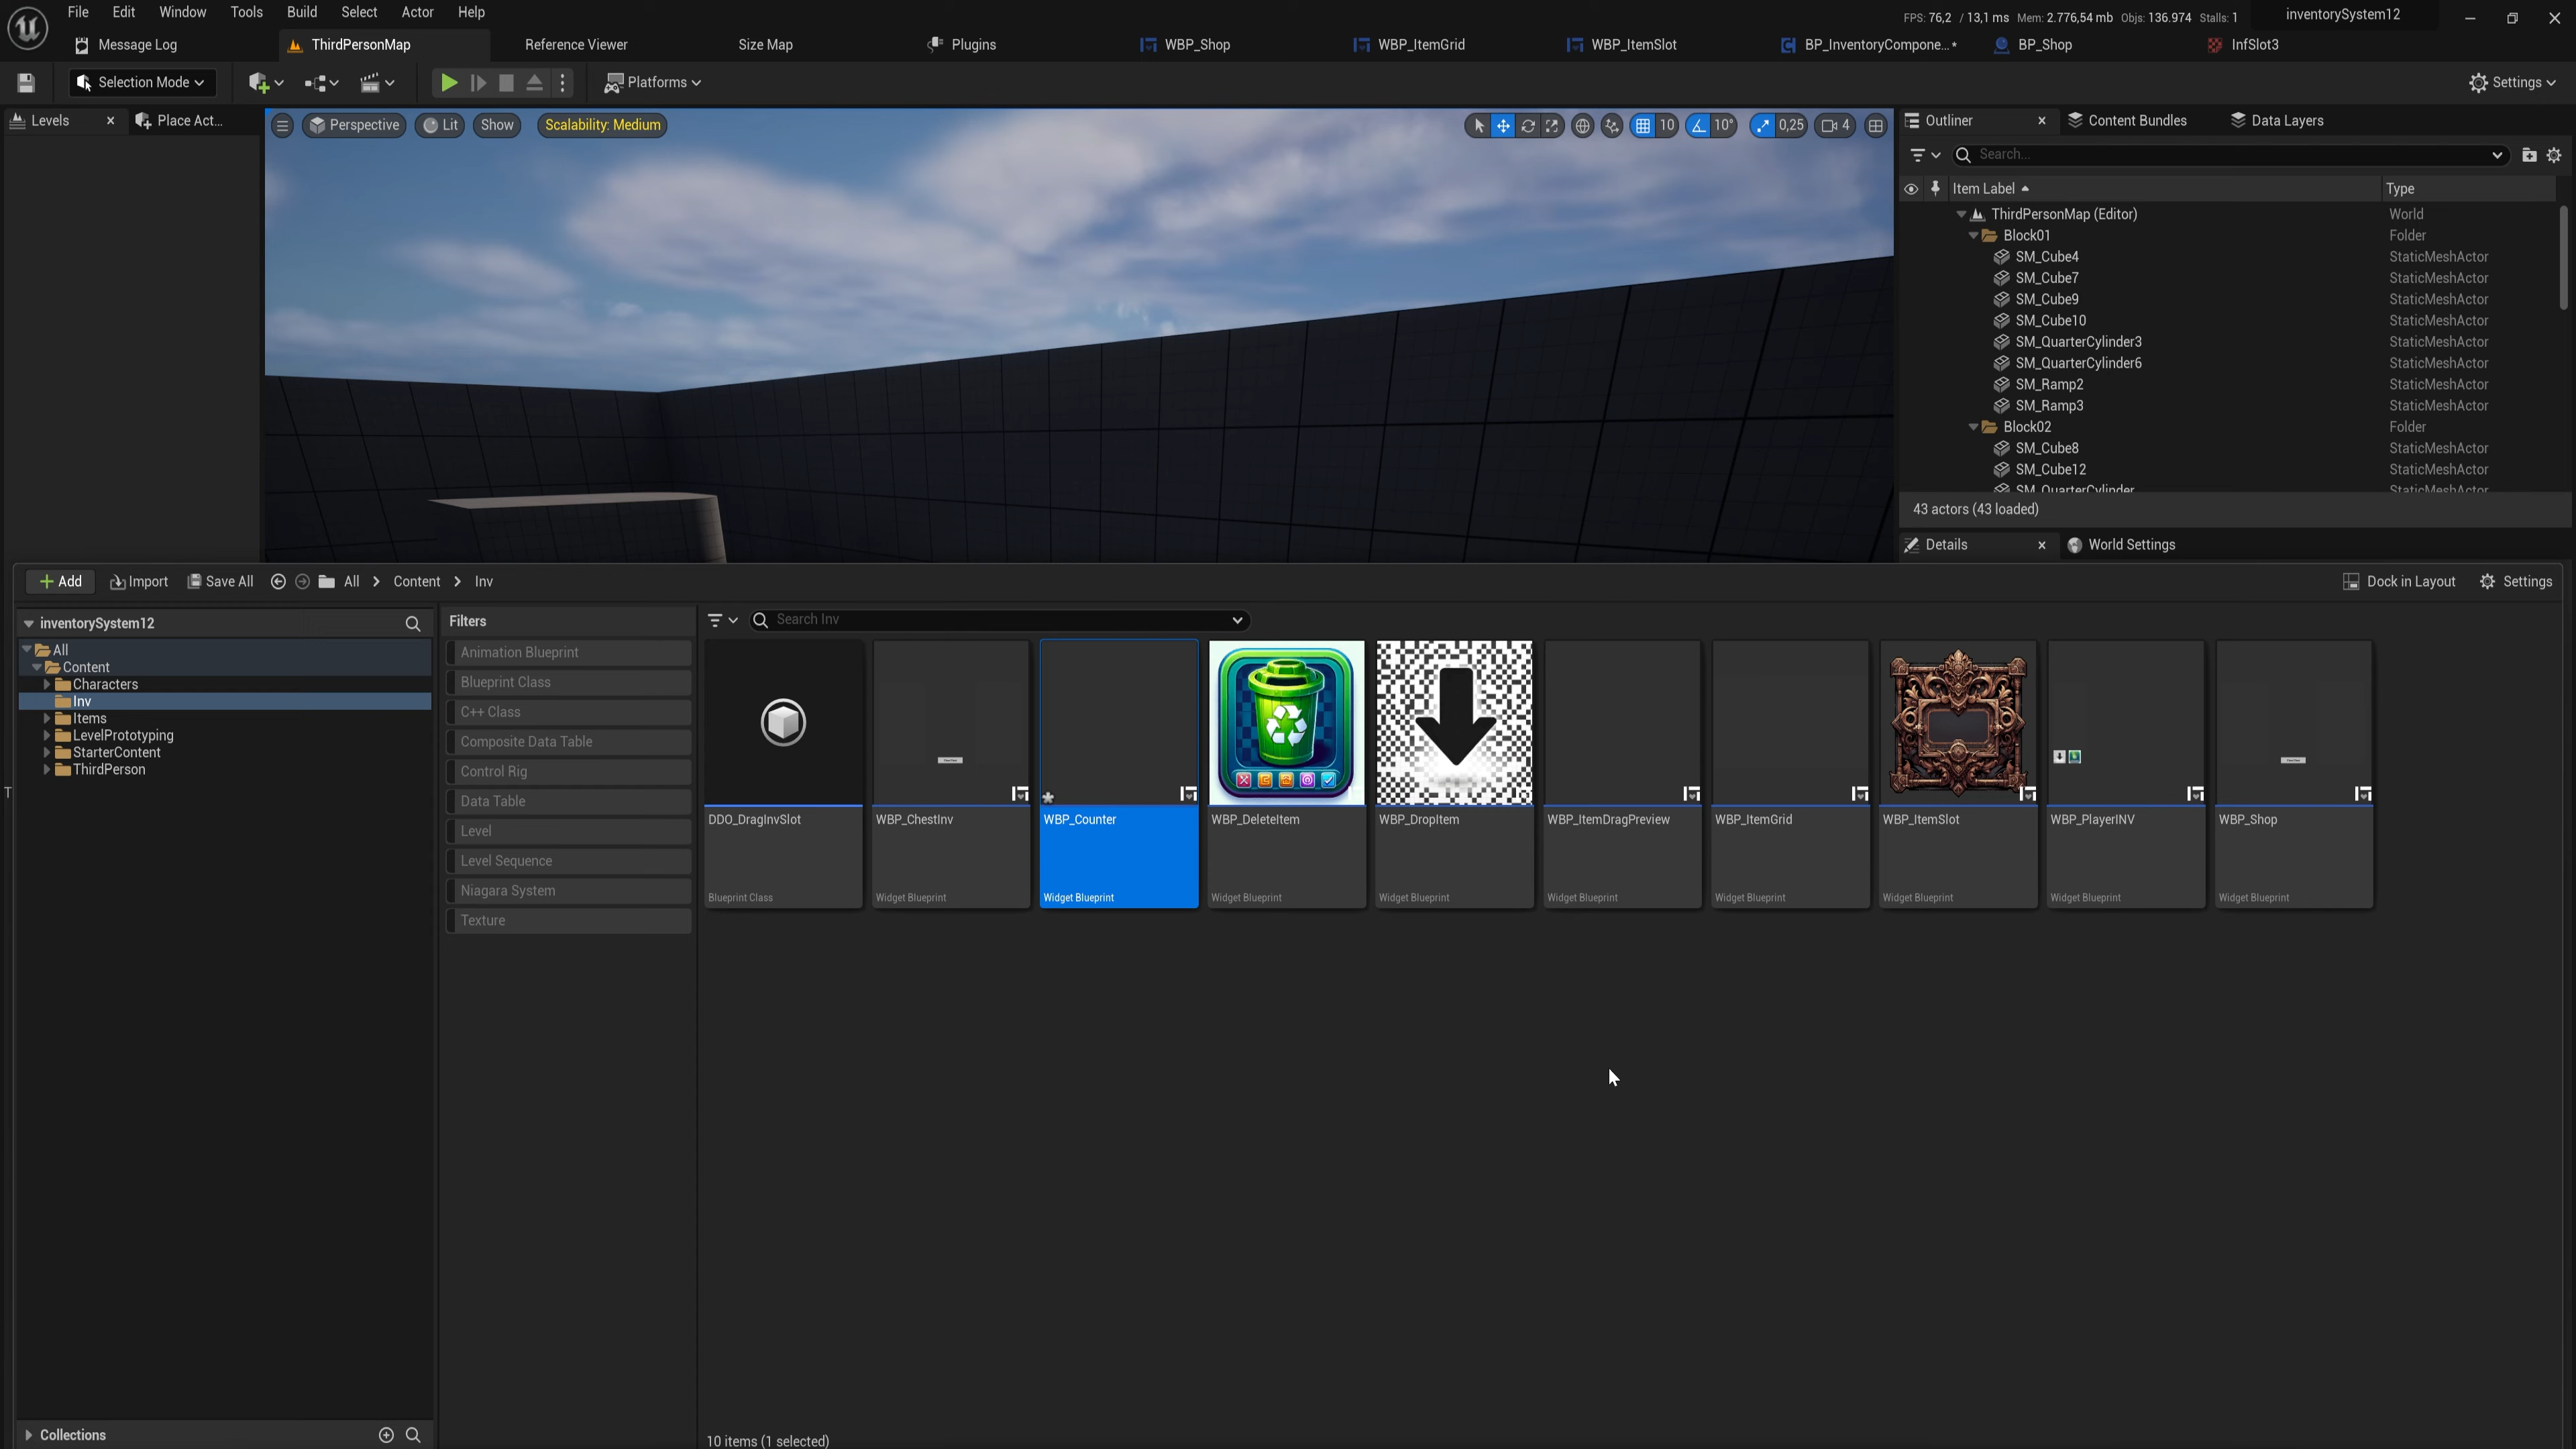 File Edit Window Tools Build Select Actor Help
FPS: 76,2 / 13,1 ms Mem: 2.776,54 mb Objs: 136.974 Stalls: 1 inventorySystem12
Message Log ThirdPersonMap Reference Viewer Size Map Plugins WBP_Shop WBP_ItemGrid WBP_ItemSlot BP_InventoryCompone...* BP_Shop InfSlot3
Selection Mode Platforms Settings
Levels Place Act...
Perspective Lit Show Scalability: Medium 10 10° 0,25 4
Outliner Content Bundles Data Layers
Search...
Item Label Type
ThirdPersonMap (Editor) World
Block01 Folder
SM_Cube4 StaticMeshActor
SM_Cube7 StaticMeshActor
SM_Cube9 StaticMeshActor
SM_Cube10 StaticMeshActor
SM_QuarterCylinder3 StaticMeshActor
SM_QuarterCylinder6 StaticMeshActor
SM_Ramp2 StaticMeshActor
SM_Ramp3 StaticMeshActor
Block02 Folder
SM_Cube8 StaticMeshActor
SM_Cube12 StaticMeshActor
SM_QuarterCylinder StaticMeshActor
43 actors (43 loaded)
Details World Settings
Add Import Save All All > Content > Inv Dock in Layout Settings
inventorySystem12
All
Content
Characters
Inv
Items
LevelPrototyping
StarterContent
ThirdPerson
T
Collections
Filters
Animation Blueprint
Blueprint Class
C++ Class
Composite Data Table
Control Rig
Data Table
Level
Level Sequence
Niagara System
Texture
Search Inv
DDO_DragInvSlot WBP_ChestInv WBP_Counter WBP_DeleteItem WBP_DropItem WBP_ItemDragPreview WBP_ItemGrid WBP_ItemSlot WBP_PlayerINV WBP_Shop
Blueprint Class Widget Blueprint Widget Blueprint Widget Blueprint Widget Blueprint Widget Blueprint Widget Blueprint Widget Blueprint Widget Blueprint Widget Blueprint
10 items (1 selected)